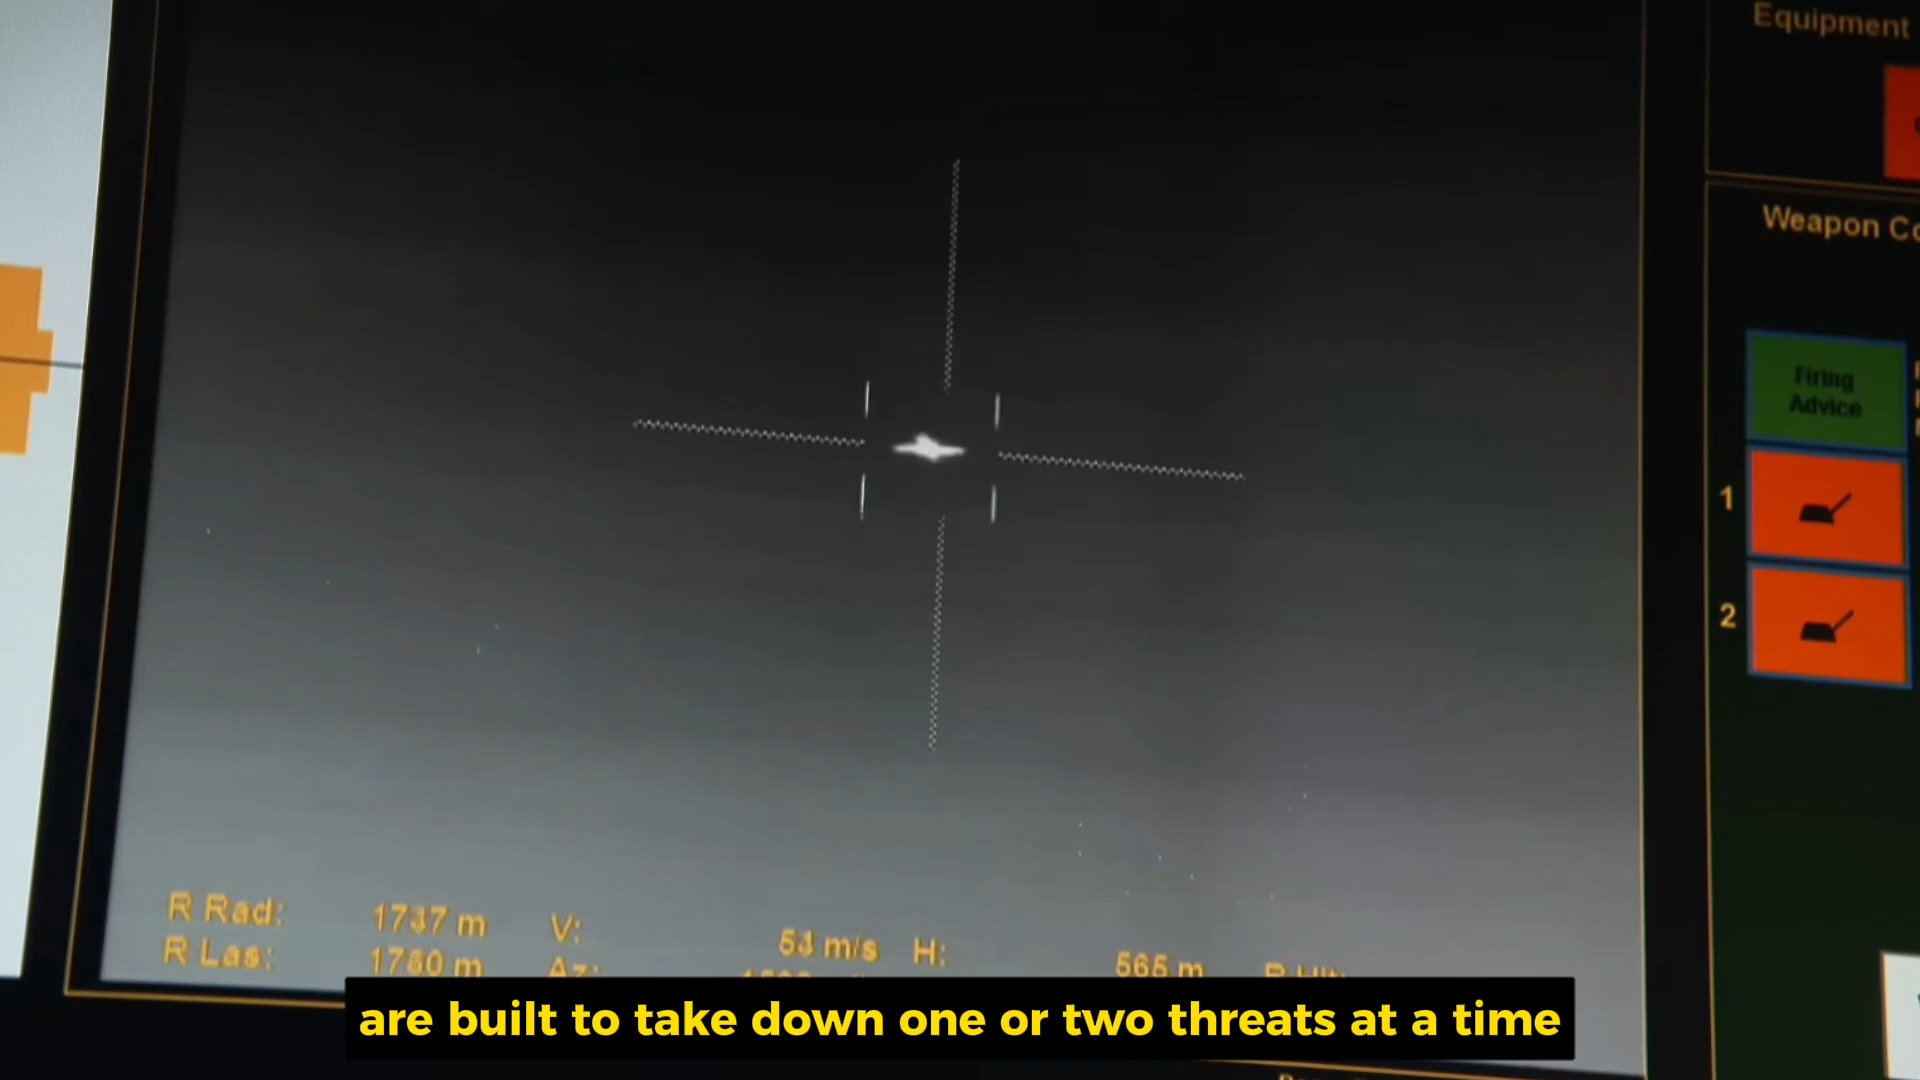 Equipment
Weapon Co
Firing
Advice
1
2
R Rad: 1737 m V: 53 m/s H: 565 m
R Las: 1780 m Az:
are built to take down one or two threats at a time